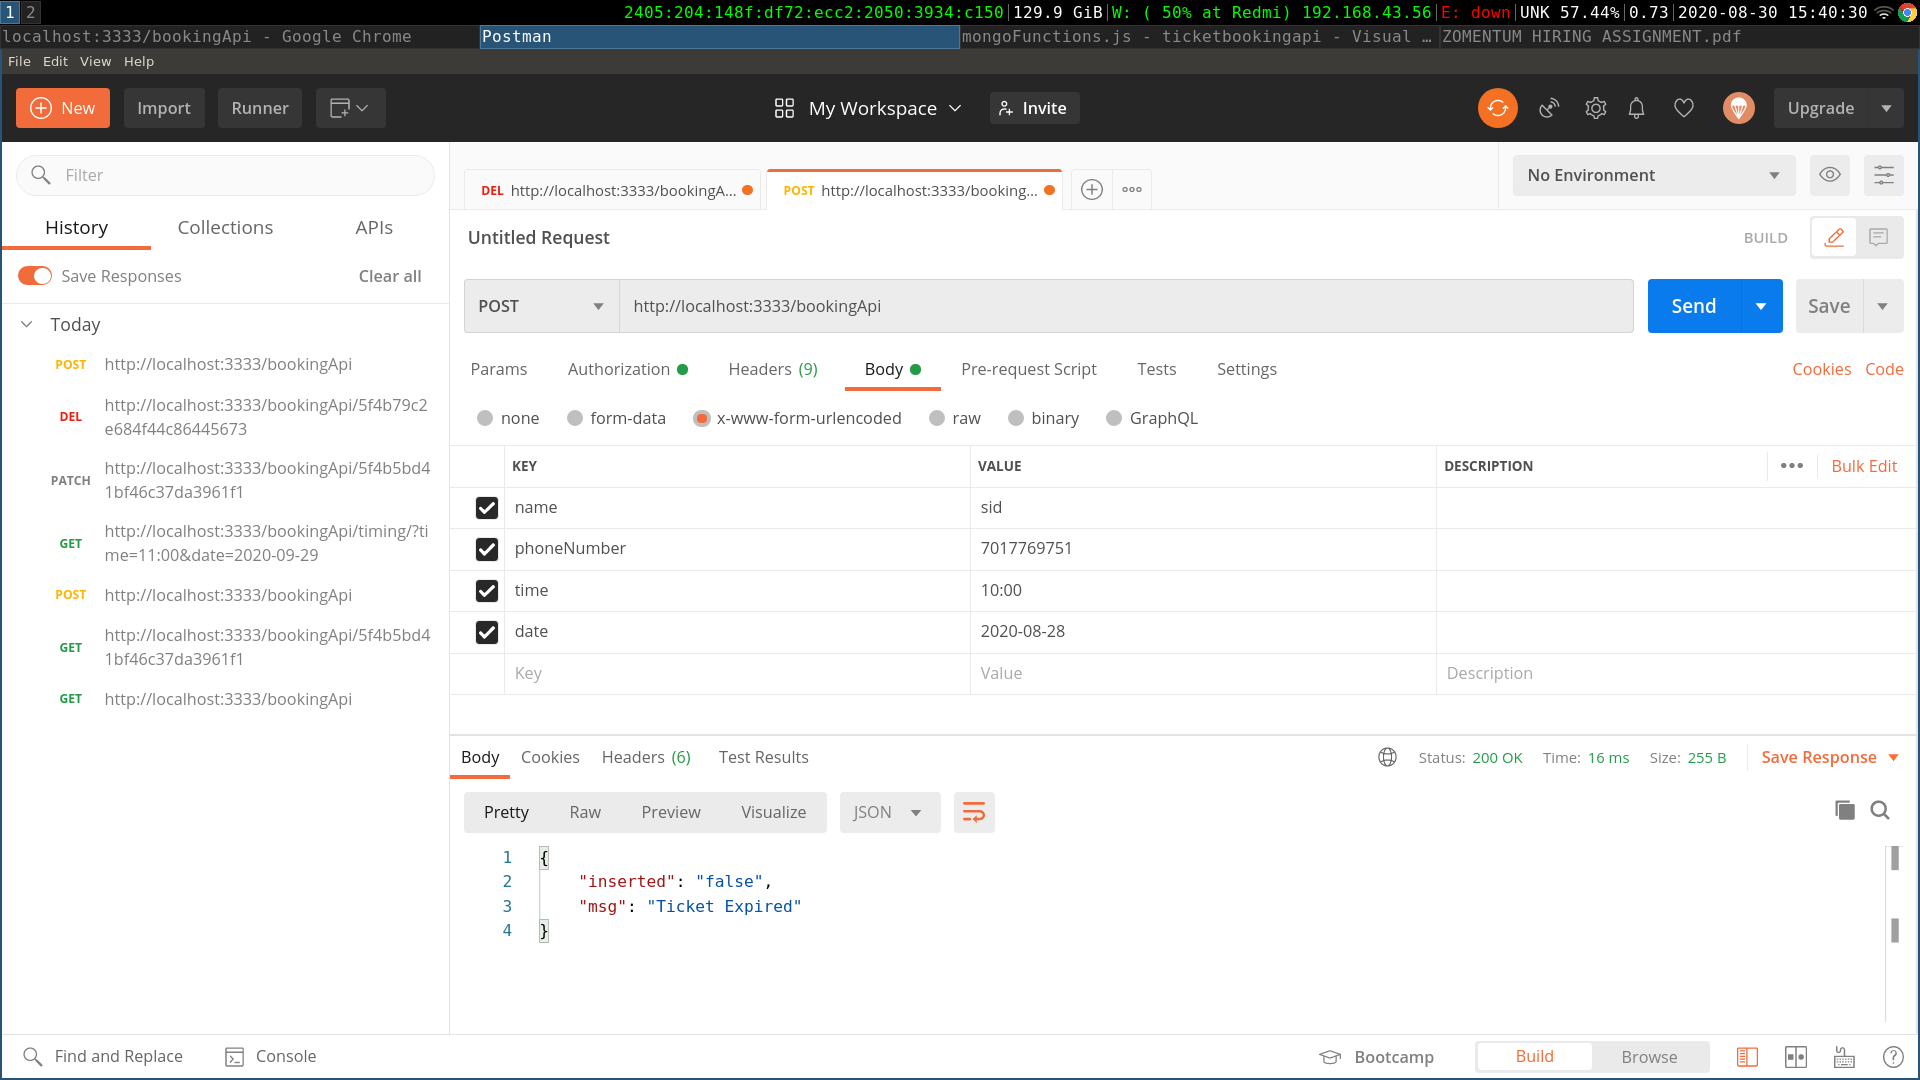 1 2 2405:204:148f:df72:ecc2:2050:3934:c150|129.9 GiB|W: ( 50% at Redmi) 192.168.43.56|E: down|UNK 57.44%|0.73|2020-08-30 15:40:30
localhost:3333/bookingApi - Google Chrome Postman mongoFunctions.js - ticketbookingapi - Visual … ZOMENTUM HIRING ASSIGNMENT.pdf
File Edit View Help
New Import Runner My Workspace Invite Upgrade
Filter
DEL http://localhost:3333/bookingA... POST http://localhost:3333/booking... No Environment
History Collections APIs
Untitled Request BUILD
Save Responses Clear all
POST http://localhost:3333/bookingApi Send Save
Today
POST http://localhost:3333/bookingApi
DEL http://localhost:3333/bookingApi/5f4b79c2
e684f44c86445673
PATCH http://localhost:3333/bookingApi/5f4b5bd4
1bf46c37da3961f1
GET http://localhost:3333/bookingApi/timing/?ti
me=11:00&date=2020-09-29
POST http://localhost:3333/bookingApi
GET http://localhost:3333/bookingApi/5f4b5bd4
1bf46c37da3961f1
GET http://localhost:3333/bookingApi
Params Authorization Headers (9) Body Pre-request Script Tests Settings Cookies Code
none form-data x-www-form-urlencoded raw binary GraphQL
KEY VALUE DESCRIPTION ••• Bulk Edit
name sid
phoneNumber 7017769751
time 10:00
date 2020-08-28
Key Value Description
Body Cookies Headers (6) Test Results Status: 200 OK Time: 16 ms Size: 255 B Save Response
Pretty Raw Preview Visualize JSON
1 {
2 "inserted": "false",
3 "msg": "Ticket Expired"
4 }
Find and Replace Console Bootcamp Build Browse